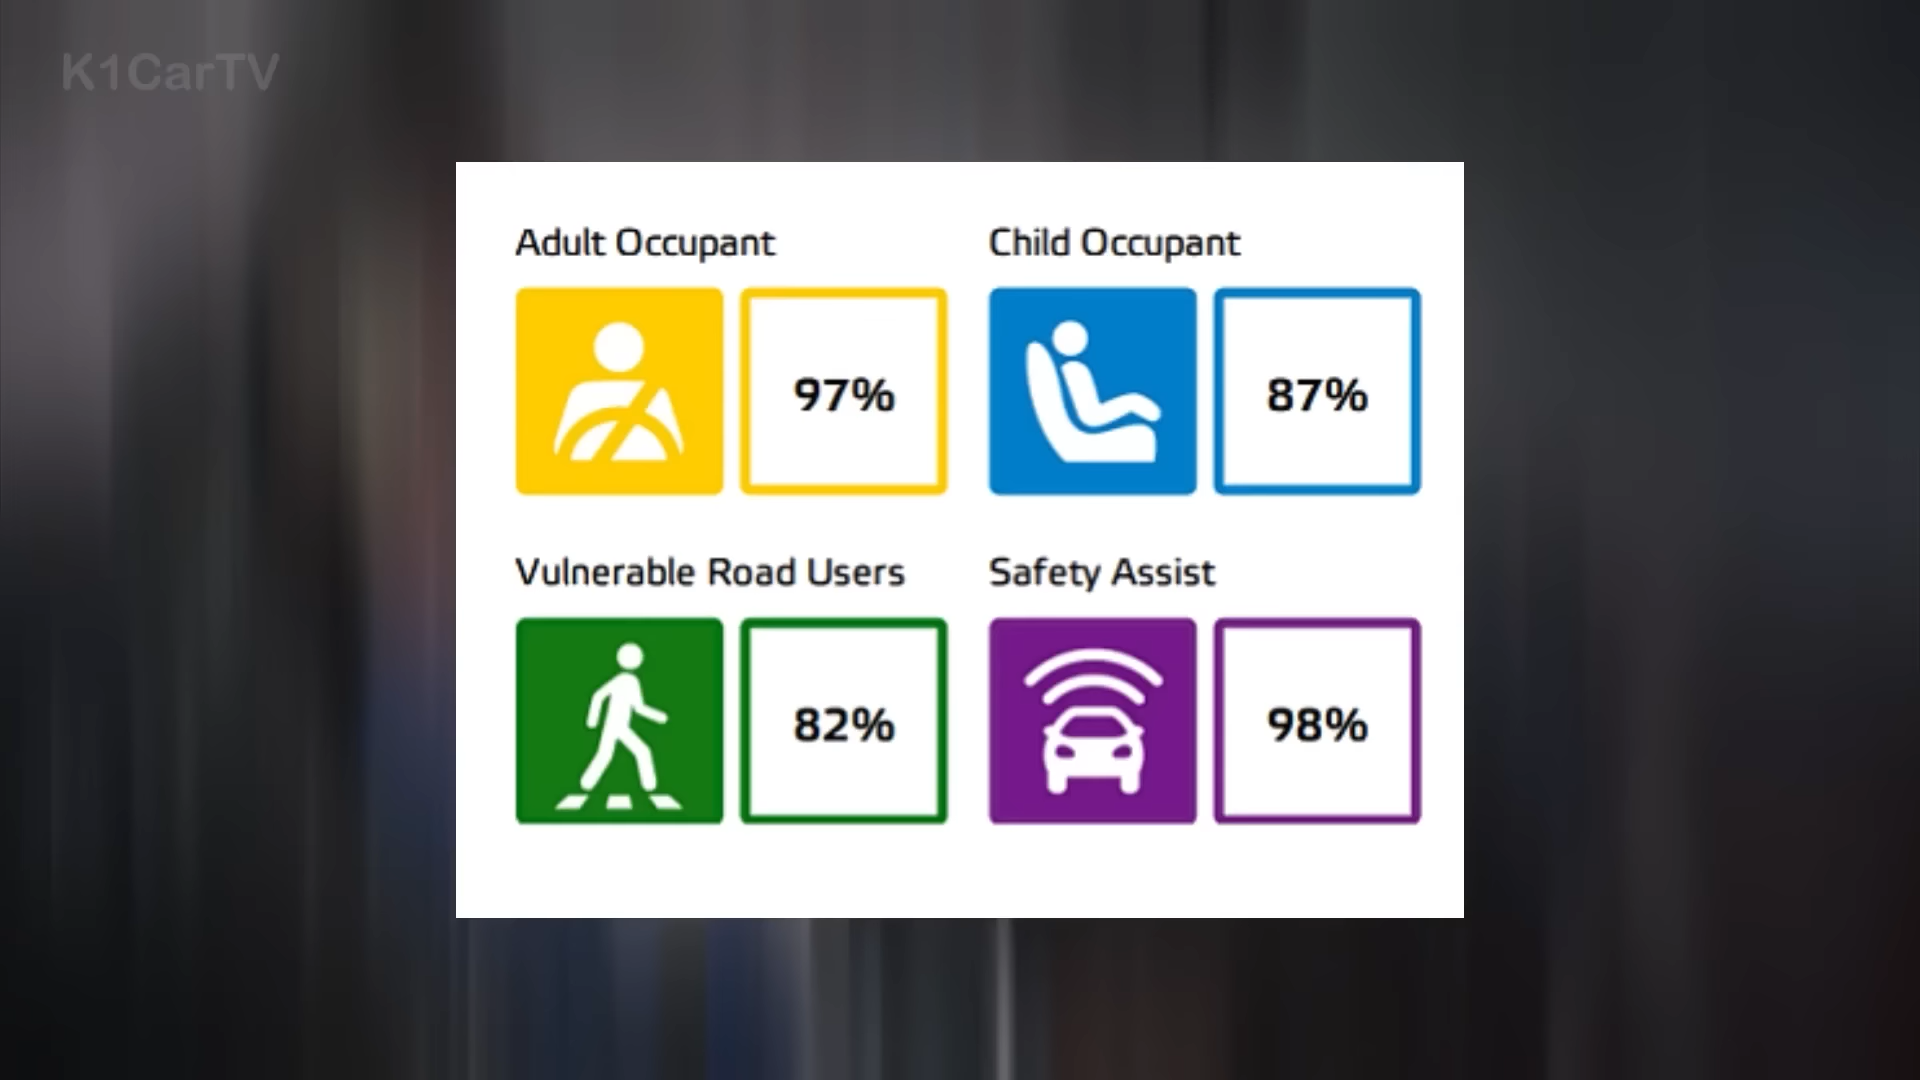 K1CarTV
Adult Occupant
97%
Child Occupant
87%
Vulnerable Road Users
82%
Safety Assist
98%